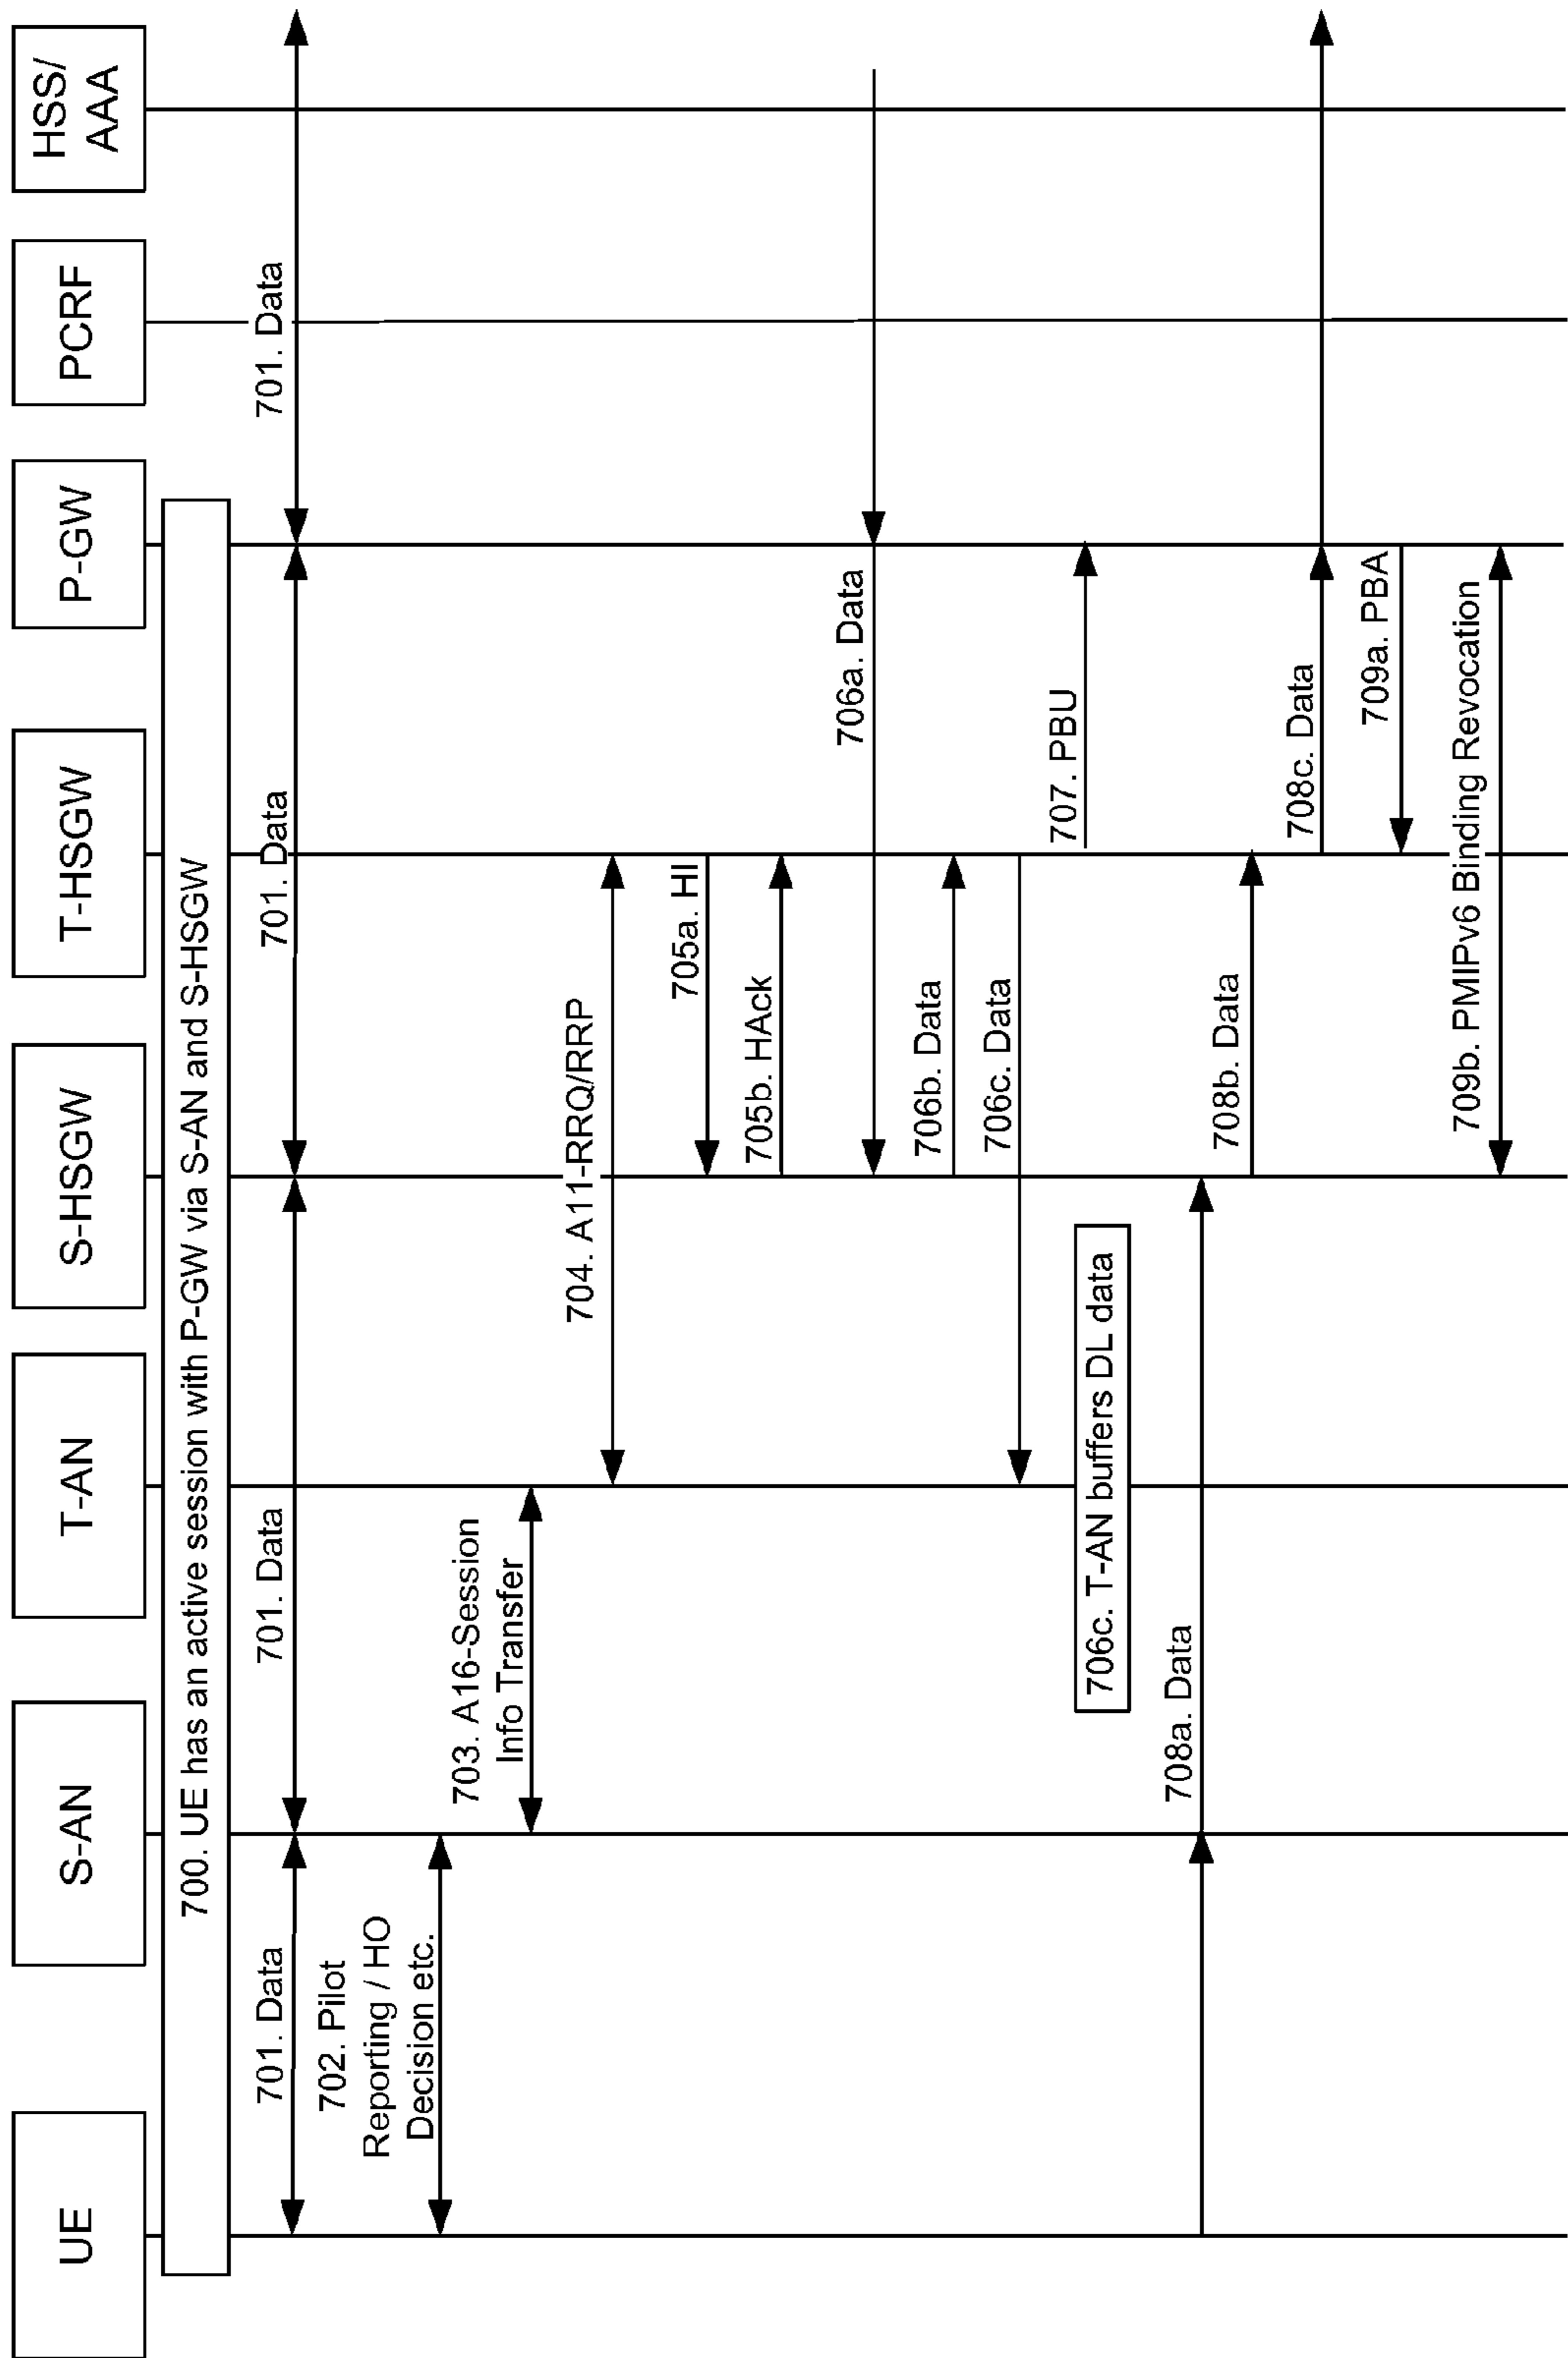 UE
S-AN
T-AN
S-HSGW
T-HSGW
P-GW
PCRF
HSS/
AAA
700. UE has an active session with P-GW via S-AN and S-HSGW
701. Data
701. Data
701. Data
701. Data
702. Pilot
Reporting / HO
Decision etc.
703. A16-Session
Info Transfer
704. A11-RRQ/RRP
705a. HI
705b. HAck
706a. Data
706b. Data
706c. Data
707. PBU
706c. T-AN buffers DL data
708a. Data
708b. Data
708c. Data
709a. PBA
709b. PMIPv6 Binding Revocation